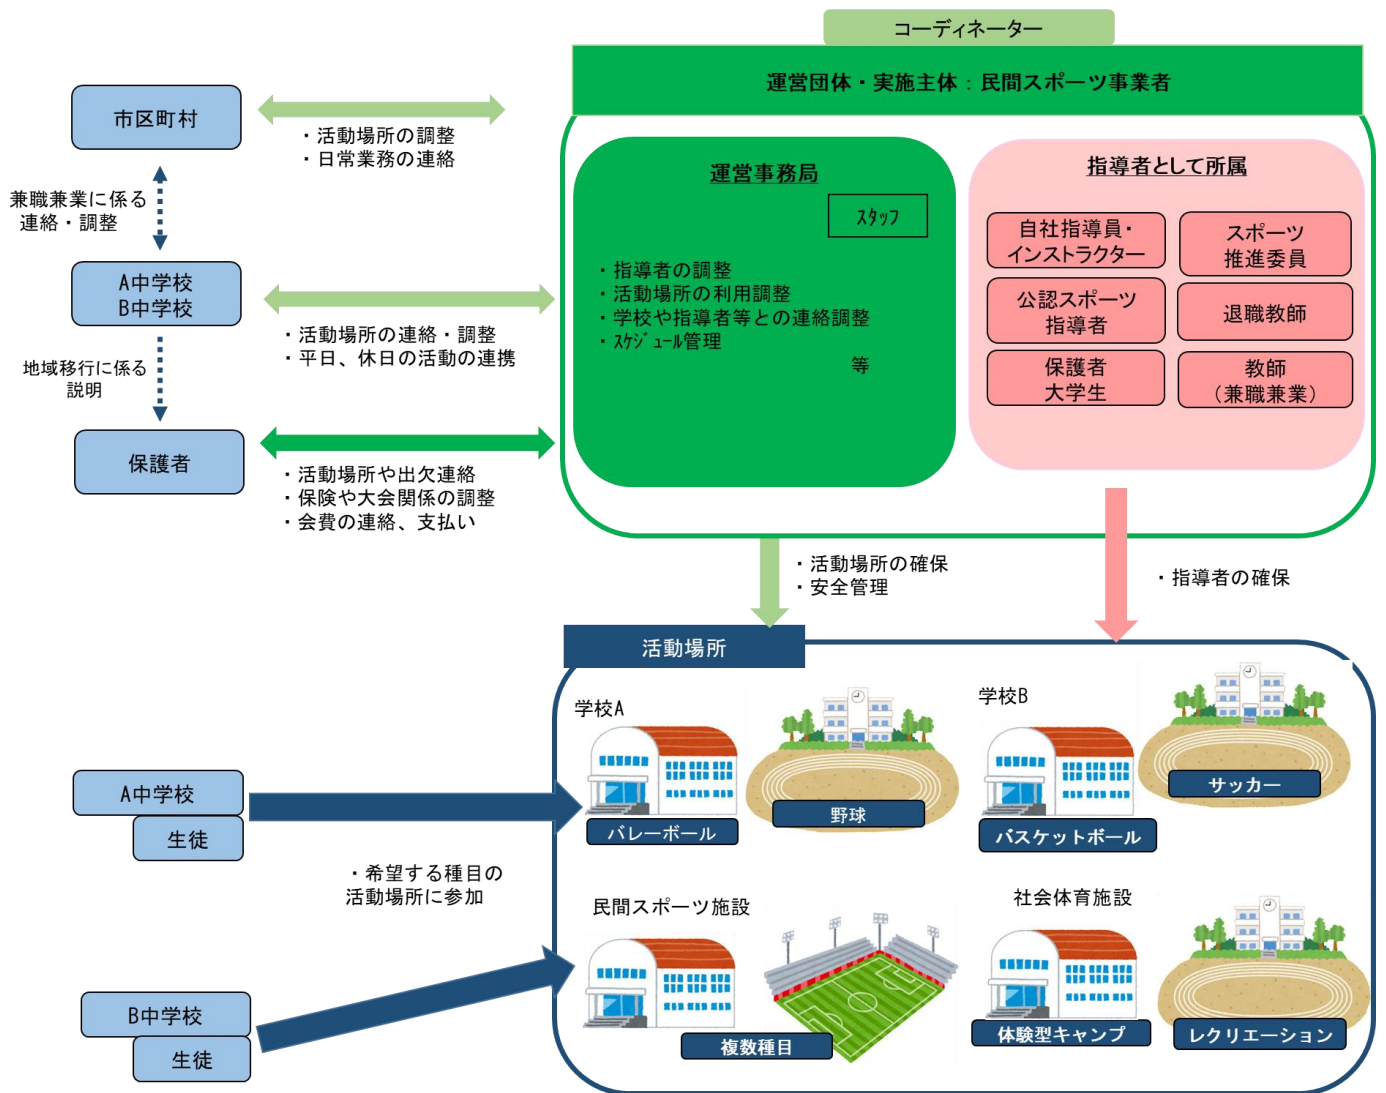 コーディネーター
運営団体・実施主体：民間スポーツ事業者
市区町村
・活動場所の調整
・日常業務の連絡
兼職兼業に係る
連絡・調整
A中学校
B中学校
・活動場所の連絡・調整
・平日、休日の活動の連携
地域移行に係る
説明
保護者
・活動場所や出欠連絡
・保険や大会関係の調整
・会費の連絡、支払い
運営事務局
ｽﾀｯﾌ
・指導者の調整
・活動場所の利用調整
・学校や指導者等との連絡調整
・ｽｹｼﾞｭｰﾙ管理
等
指導者として所属
自社指導員・
インストラクター
スポーツ
推進委員
公認スポーツ
指導者
退職教師
保護者
大学生
教師
（兼職兼業）
・活動場所の確保
・安全管理
・指導者の確保
活動場所
学校A
バレーボール
野球
学校B
バスケットボール
サッカー
A中学校
生徒
・希望する種目の
活動場所に参加
B中学校
生徒
民間スポーツ施設
複数種目
社会体育施設
体験型キャンプ
レクリエーション